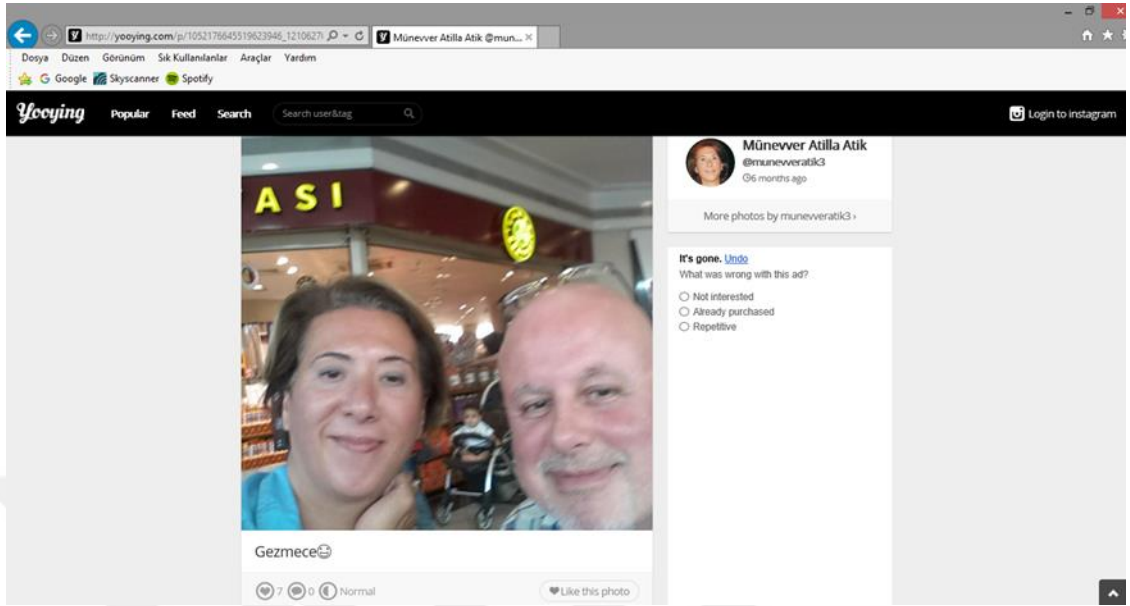 http://yooying.com/p/1052176645519623946_1210627
Münevver Atilla Atik @mun...
Dosya Düzen Görünüm Sık Kullanılanlar Araçlar Yardım
G Google Skyscanner Spotify
Yooying Popular Feed Search Search user&tag Login to instagram
Münevver Atilla Atik
@munevveratik3
6 months ago
More photos by munevveratik3 ›
ASI
It's gone. Undo
What was wrong with this ad?
Not interested
Already purchased
Repetitive
Gezmece
7 0 Normal Like this photo